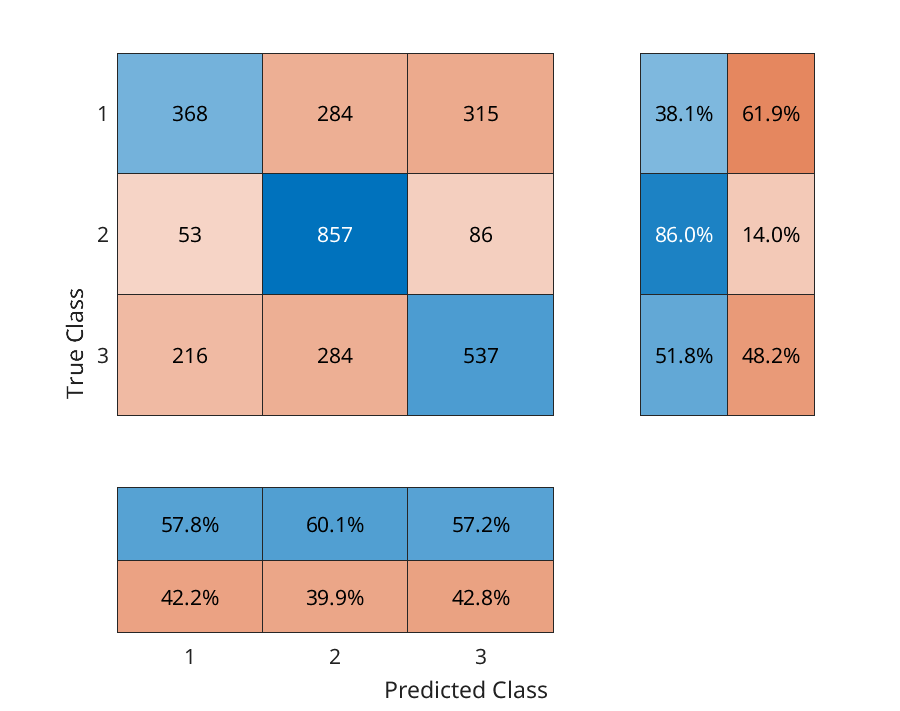 1 368 284 315 38.1% 61.9%
2 53 857 86 86.0% 14.0%
3 216 284 537 51.8% 48.2%
True Class
57.8% 60.1% 57.2%
42.2% 39.9% 42.8%
1 2 3
Predicted Class